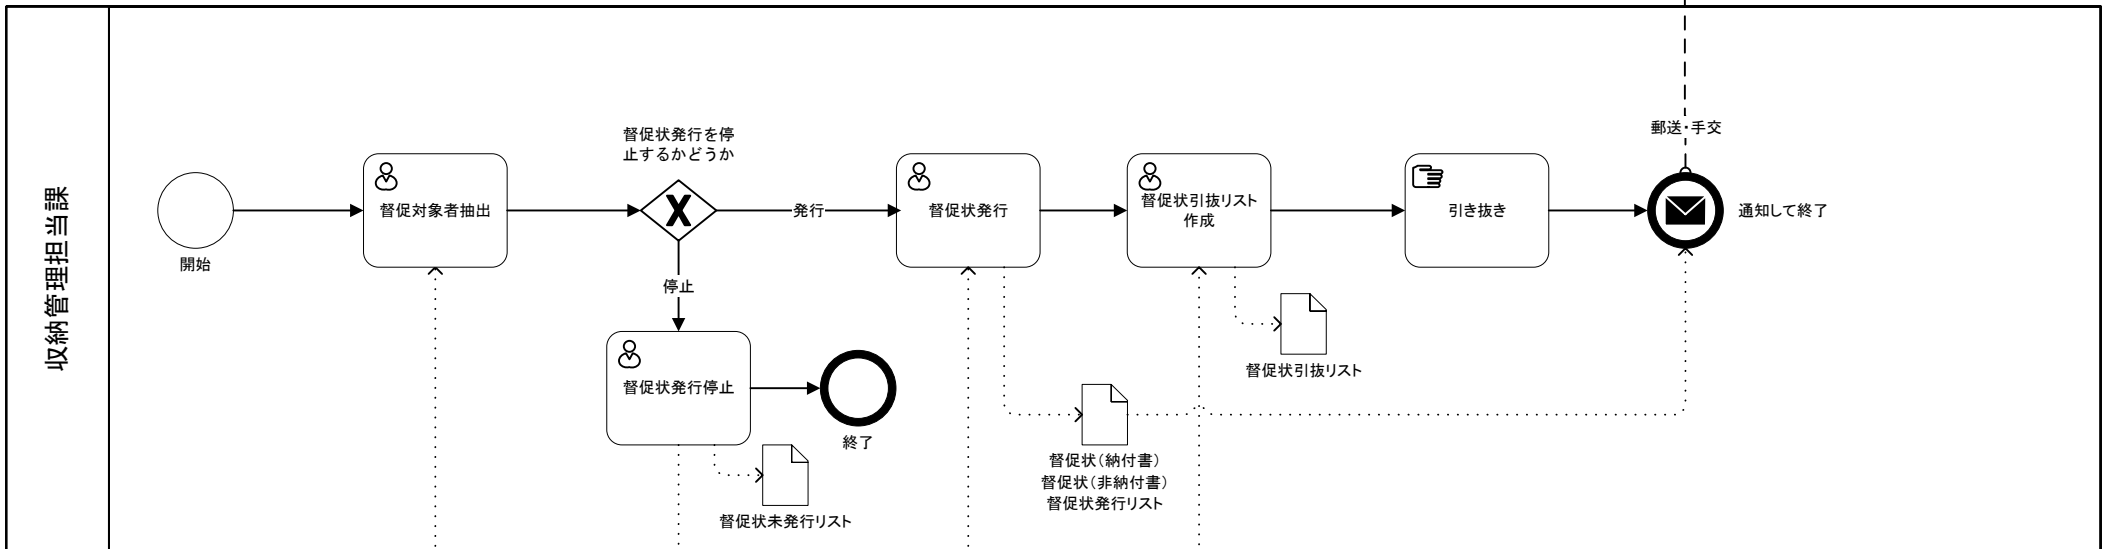 収納管理担当課
開始
督促対象者抽出
督促状発行を停
止するかどうか
発行
停止
督促状発行停止
終了
督促状未発行リスト
督促状発行
督促状(納付書)
督促状(非納付書)
督促状発行リスト
督促状引抜リスト
作成
督促状引抜リスト
引き抜き
郵送・手交
通知して終了